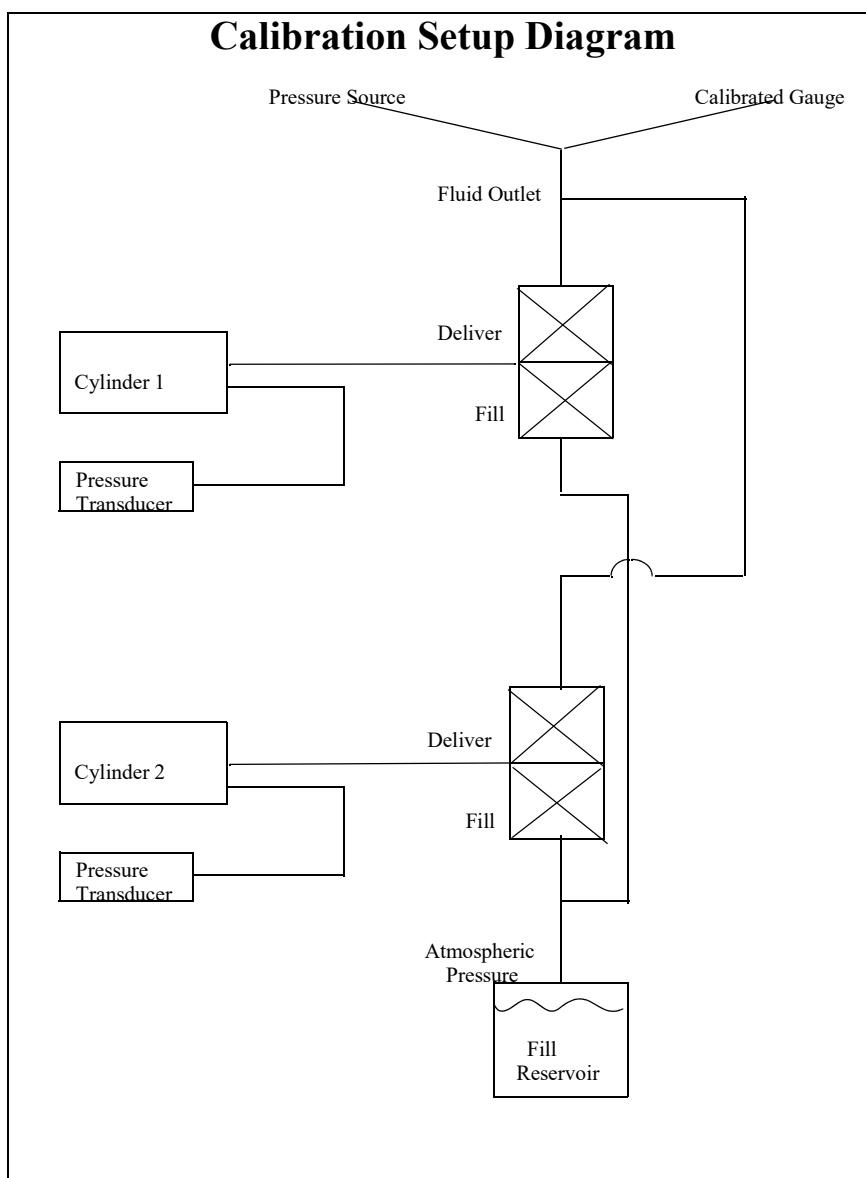 Calibration Setup Diagram
Pressure Source
Calibrated Gauge
Fluid Outlet
Deliver
Cylinder 1
Fill
Pressure
Transducer
Deliver
Cylinder 2
Fill
Pressure
Transducer
Atmospheric
Pressure
Fill
Reservoir